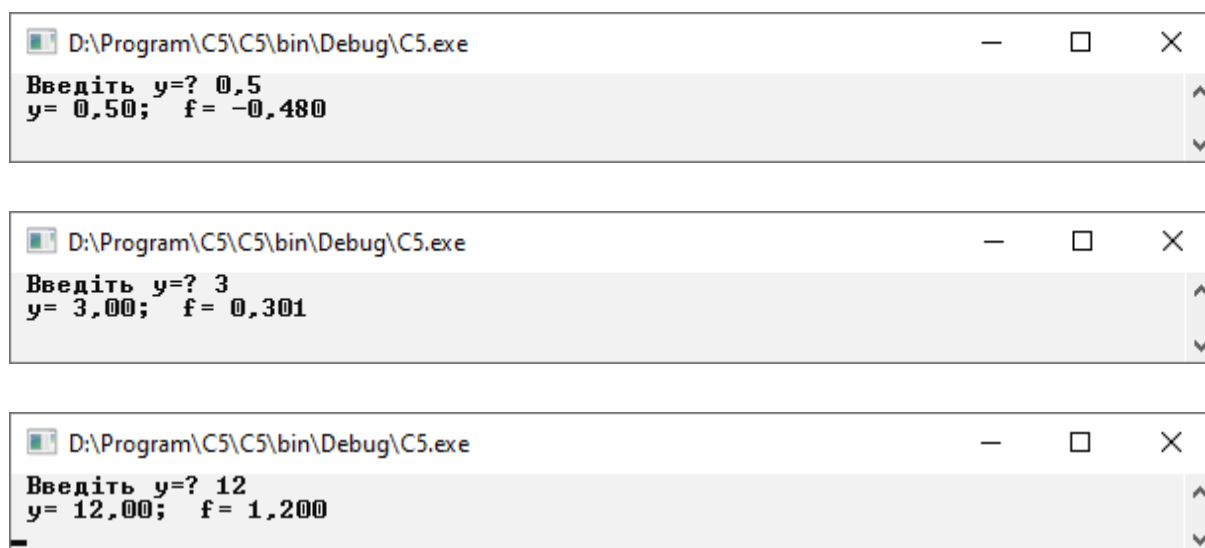 D:\Program\C5\C5\bin\Debug\C5.exe
Введіть y=? 0,5
y= 0,50;  f= -0,480
D:\Program\C5\C5\bin\Debug\C5.exe
Введіть y=? 3
y= 3,00;  f= 0,301
D:\Program\C5\C5\bin\Debug\C5.exe
Введіть y=? 12
y= 12,00;  f= 1,200